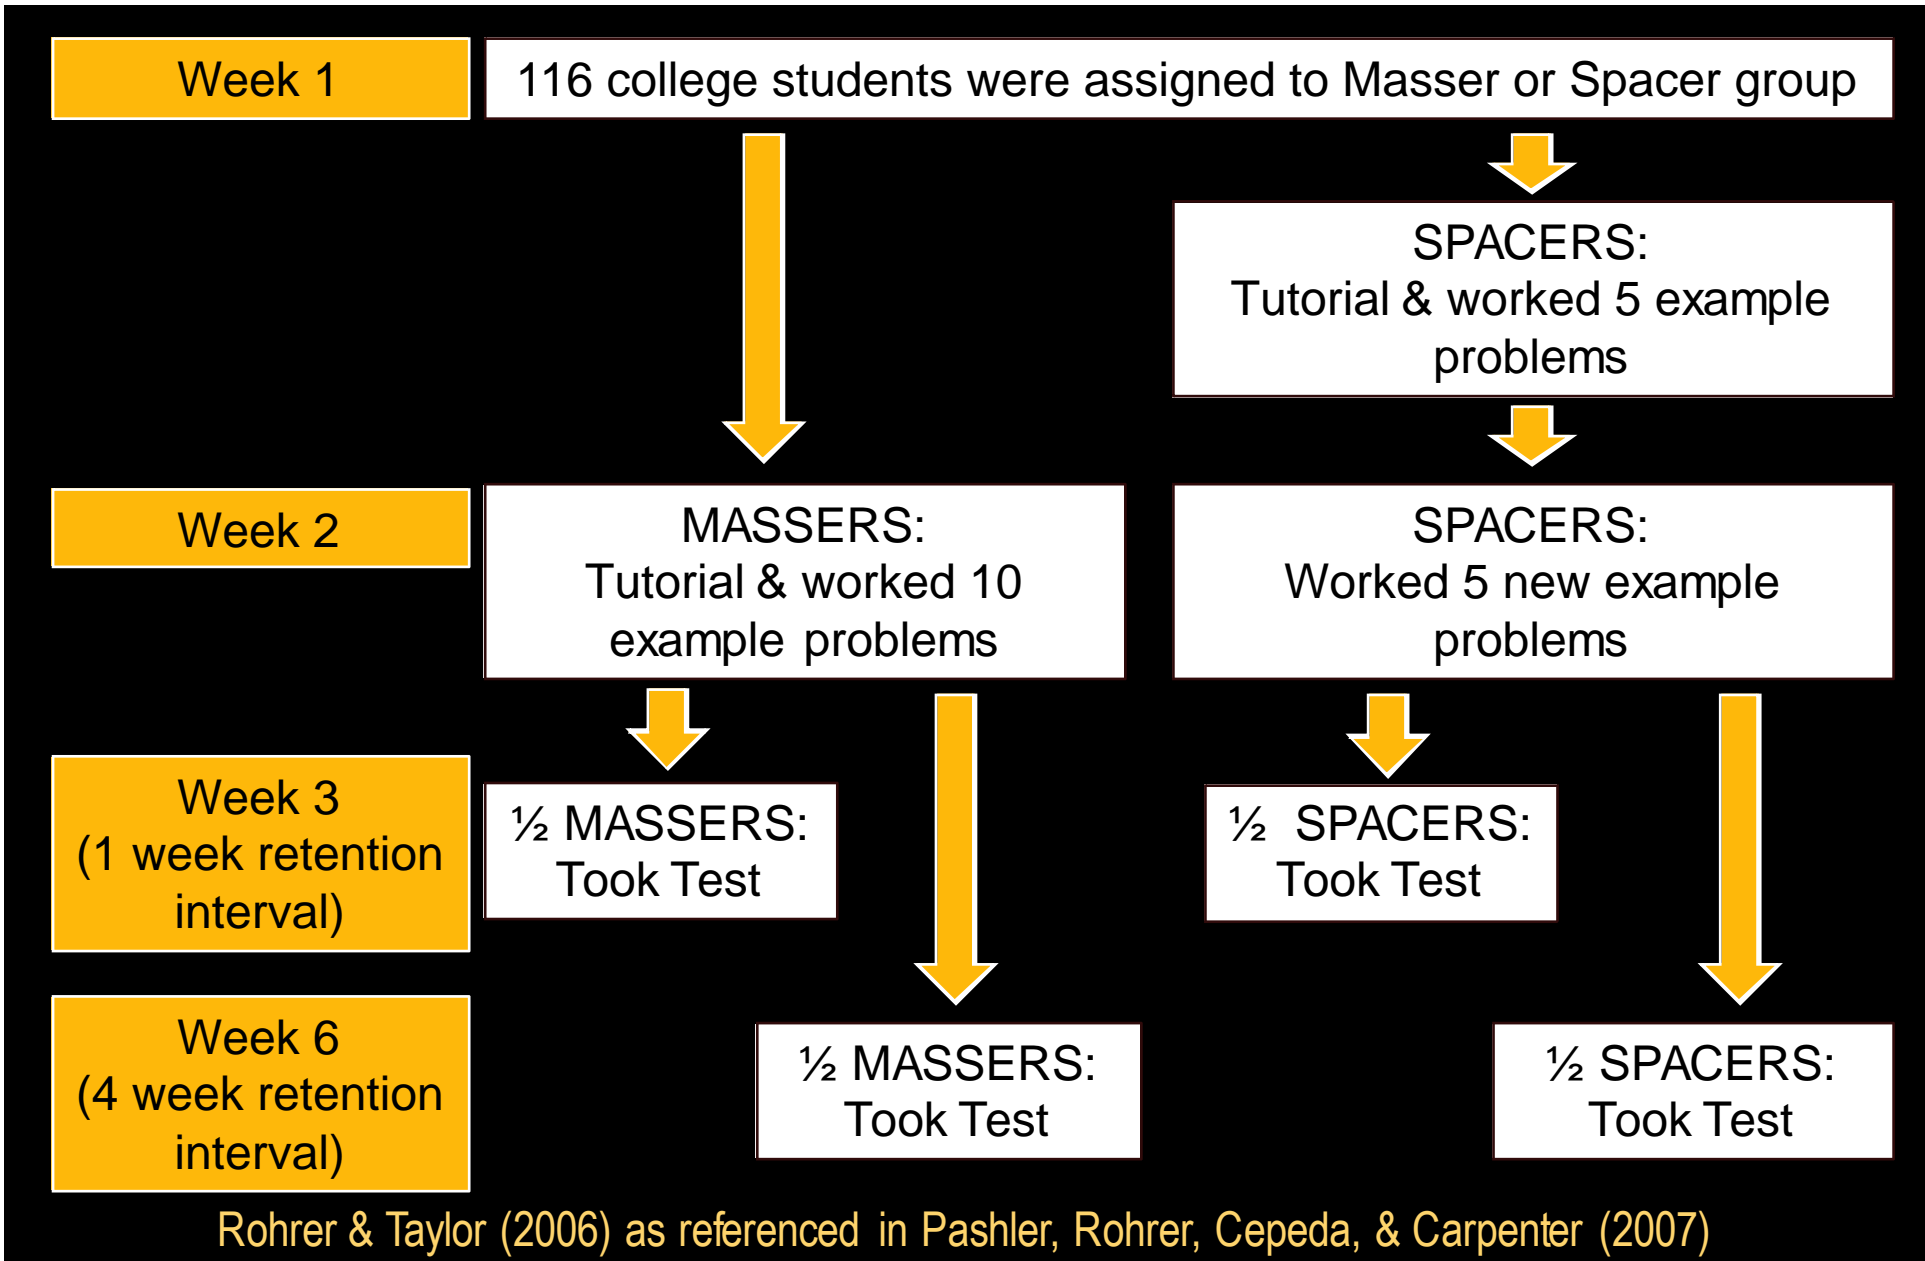 Week 1
116 college students were assigned to Masser or Spacer group
SPACERS:
Tutorial & worked 5 example
problems
Week 2
MASSERS:
Tutorial & worked 10
example problems
SPACERS:
Worked 5 new example
problems
Week 3
(1 week retention
interval)
½ MASSERS:
Took Test
½ SPACERS:
Took Test
Week 6
(4 week retention
interval)
½ MASSERS:
Took Test
½ SPACERS:
Took Test
Rohrer & Taylor (2006) as referenced in Pashler, Rohrer, Cepeda, & Carpenter (2007)